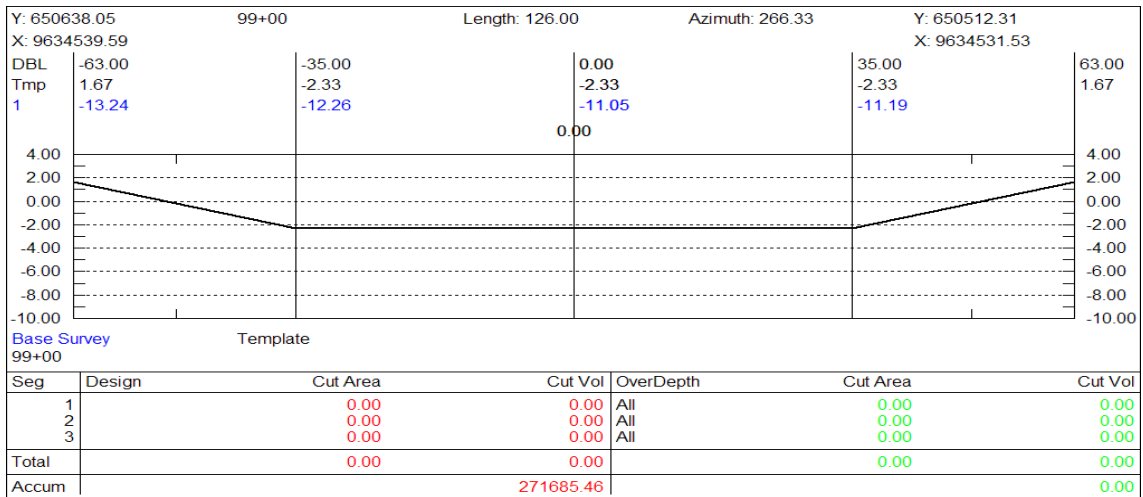 Y: 650638.05 99+00 Length: 126.00 Azimuth: 266.33 Y: 650512.31
X: 9634539.59 X: 9634531.53
DBL -63.00 -35.00 0.00 35.00 63.00
Tmp 1.67 -2.33 -2.33 -2.33 1.67
1 -13.24 -12.26 -11.05 -11.19
0.00
4.00 4.00
2.00 2.00
0.00 0.00
-2.00 -2.00
-4.00 -4.00
-6.00 -6.00
-8.00 -8.00
-10.00 -10.00
Base Survey Template
99+00
Seg Design Cut Area Cut Vol OverDepth Cut Area Cut Vol
1 0.00 0.00 All 0.00 0.00
2 0.00 0.00 All 0.00 0.00
3 0.00 0.00 All 0.00 0.00
Total 0.00 0.00 0.00 0.00
Accum 271685.46 0.00